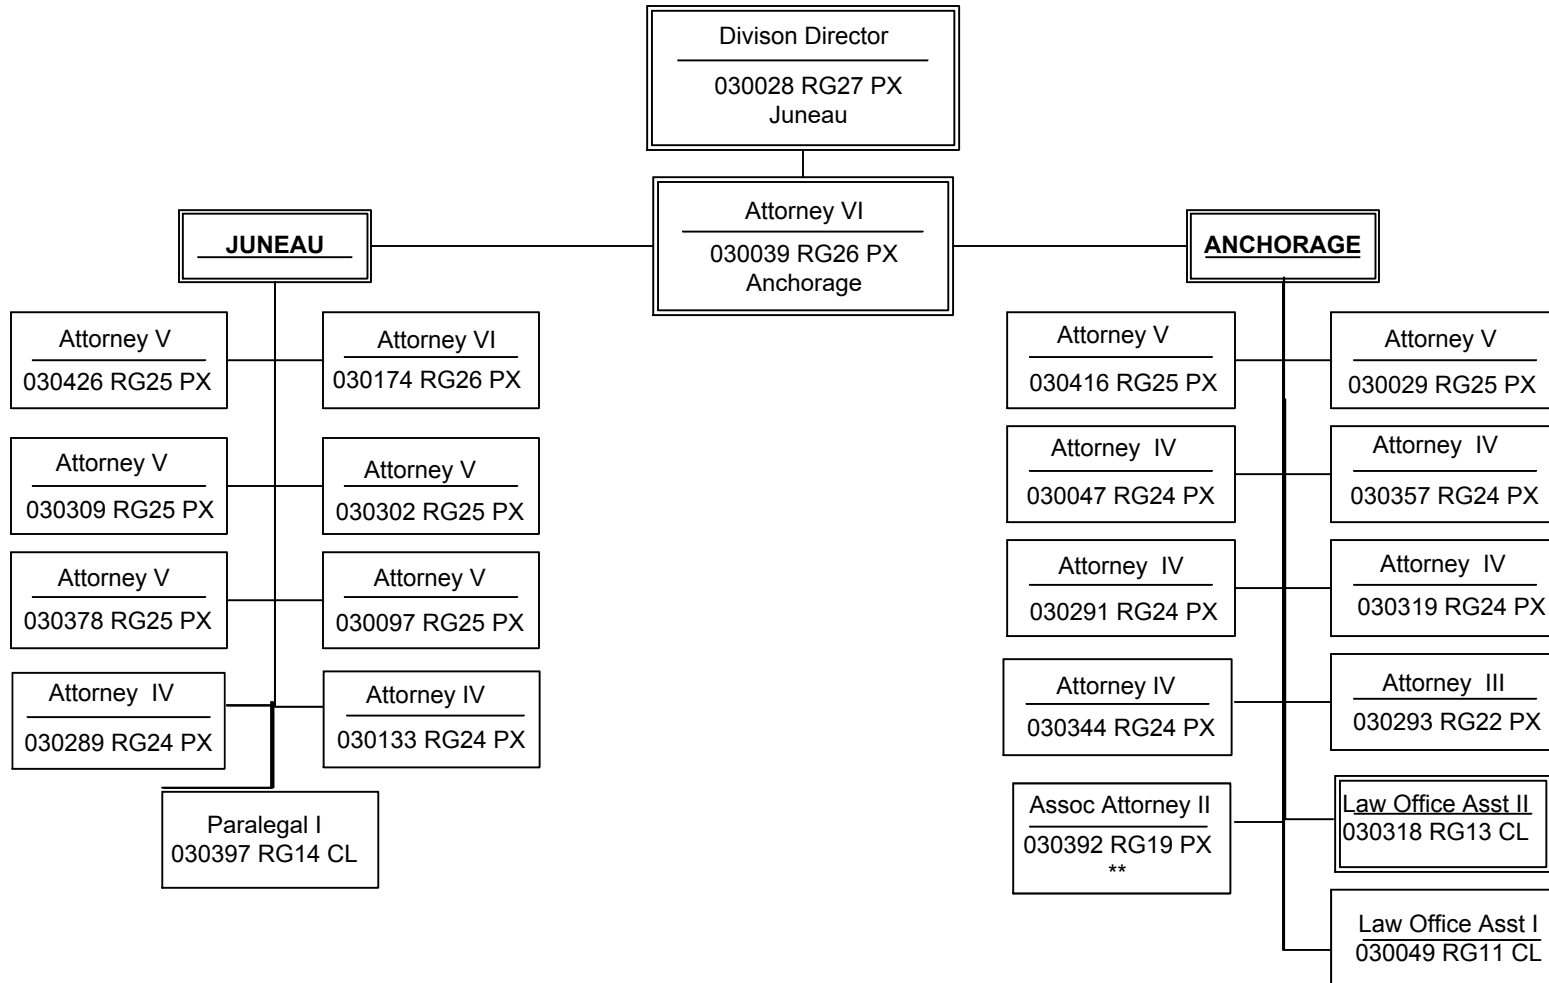 Divison Director
030028 RG27 PX
Juneau
Attorney VI
030039 RG26 PX
Anchorage
JUNEAU
Attorney V
030426 RG25 PX
Attorney VI
030174 RG26 PX
Attorney V
030309 RG25 PX
Attorney V
030302 RG25 PX
Attorney V
030378 RG25 PX
Attorney V
030097 RG25 PX
Attorney IV
030289 RG24 PX
Attorney IV
030133 RG24 PX
Paralegal I
030397 RG14 CL
ANCHORAGE
Attorney V
030416 RG25 PX
Attorney V
030029 RG25 PX
Attorney IV
030047 RG24 PX
Attorney IV
030357 RG24 PX
Attorney IV
030291 RG24 PX
Attorney IV
030319 RG24 PX
Attorney IV
030344 RG24 PX
Attorney III
030293 RG22 PX
Assoc Attorney II
030392 RG19 PX
**
Law Office Asst II
030318 RG13 CL
Law Office Asst I
030049 RG11 CL